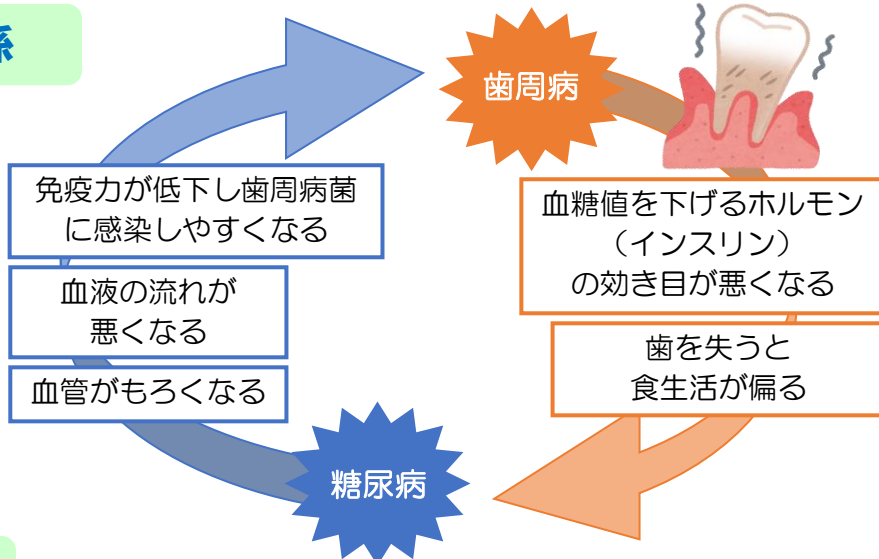 係
歯周病
免疫力が低下し歯周病菌
に感染しやすくなる
血液の流れが
悪くなる
血管がもろくなる
血糖値を下げるホルモン
（インスリン）
の効き目が悪くなる
歯を失うと
食生活が偏る
糖尿病